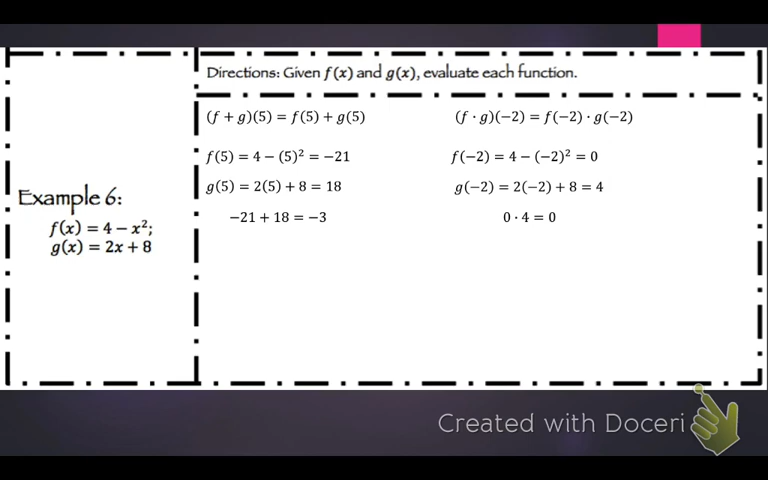 Directions: Given f(x) and g(x), evaluate each function.
(f + g)(5) = f(5) + g(5)
f(5) = 4 − (5)² = −21
g(5) = 2(5) + 8 = 18
−21 + 18 = −3
(f · g)(−2) = f(−2) · g(−2)
f(−2) = 4 − (−2)² = 0
g(−2) = 2(−2) + 8 = 4
0 · 4 = 0
Example 6:
f(x) = 4 − x²;
g(x) = 2x + 8
Created with Doceri